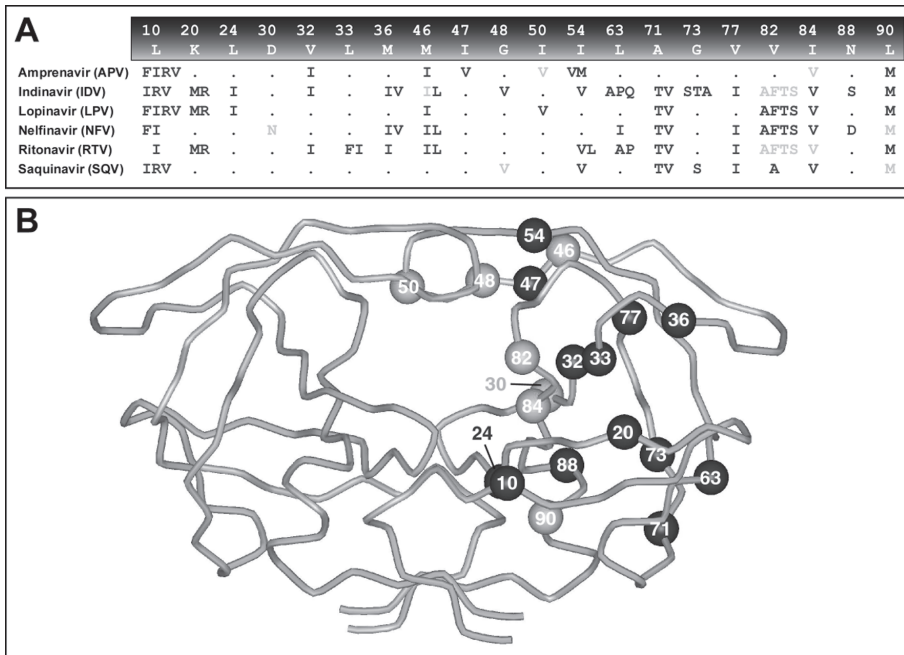 A
10 20 24 30 32 33 36 46 47 48 50 54 63 71 73 77 82 84 88 90
L K L D V L M M I G I I L A G V V I N L
Amprenavir (APV) FIRV . . . I . . I V . V VM . . . . . V . M
Indinavir (IDV) IRV MR I . I . IV IL . V . V APQ TV STA I AFTS V S M
Lopinavir (LPV) FIRV MR I . I . . I . . V . . TV . . AFTS V . M
Nelfinavir (NFV) FI . . N . . IV IL . . . . I TV . I AFTS V D M
Ritonavir (RTV) I MR . . I FI I IL . . . VL AP TV . I AFTS V . M
Saquinavir (SQV) IRV . . . . . . . . V . V . TV S I A V . M
B
54
46
50
48
47
77
36
82
32
33
30
84
24
20
73
88
63
10
90
71